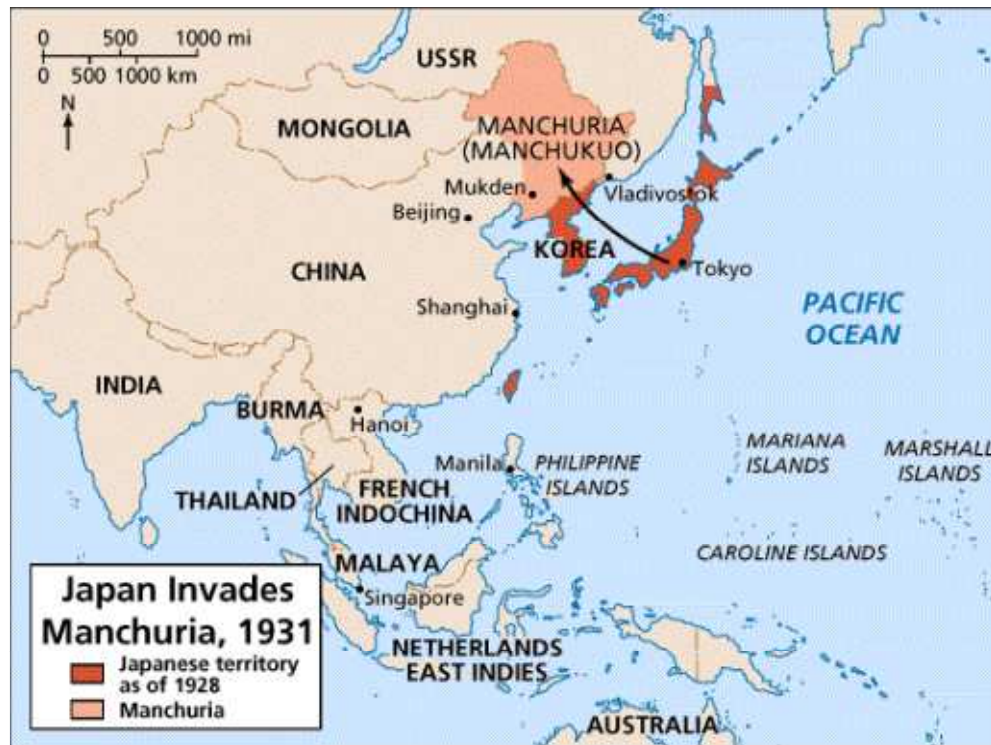 0 500 1000 mi
0 500 1000 km
N
USSR
MONGOLIA
MANCHURIA
(MANCHUKUO)
Mukden
Vladivostok
Beijing
KOREA
Tokyo
CHINA
Shanghai
PACIFIC
OCEAN
INDIA
BURMA
Hanoi
Manila
PHILIPPINE
ISLANDS
MARIANA
ISLANDS
MARSHALL
ISLANDS
THAILAND
FRENCH
INDOCHINA
CAROLINE ISLANDS
MALAYA
Singapore
NETHERLANDS
EAST INDIES
AUSTRALIA
Japan Invades
Manchuria, 1931
Japanese territory
as of 1928
Manchuria